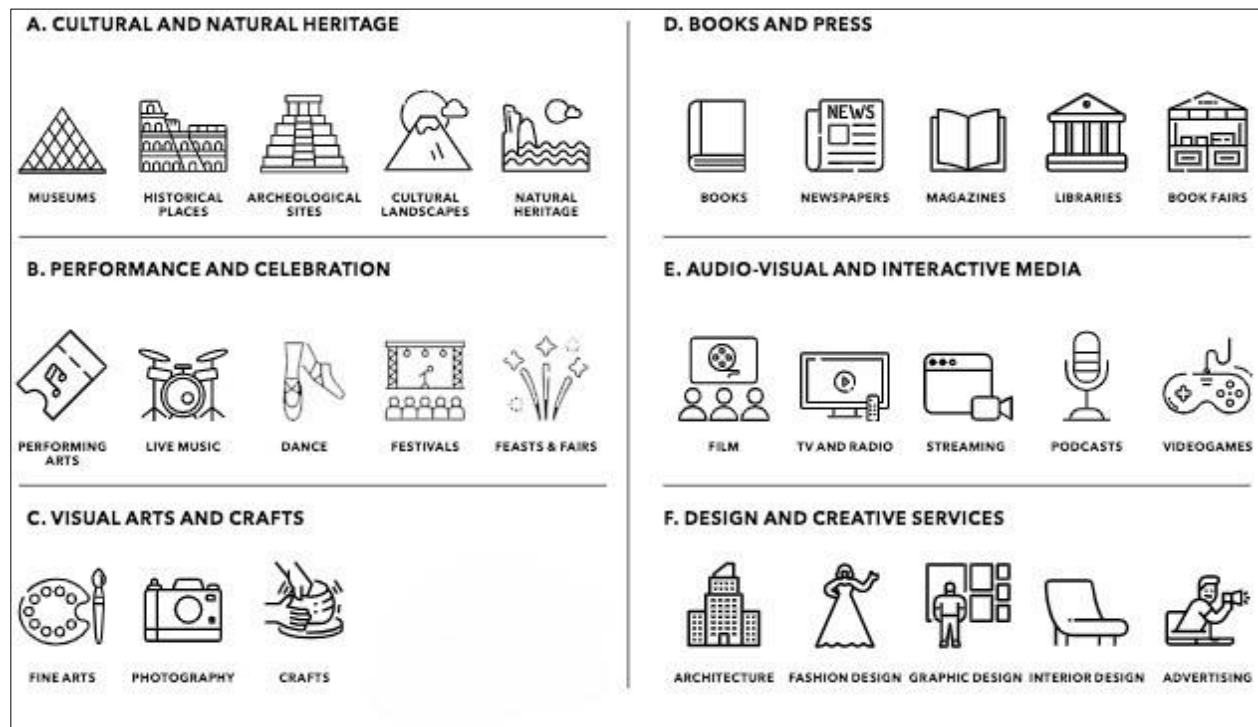 A. CULTURAL AND NATURAL HERITAGE
MUSEUMS
HISTORICAL
PLACES
ARCHEOLOGICAL
SITES
CULTURAL
LANDSCAPES
NATURAL
HERITAGE
B. PERFORMANCE AND CELEBRATION
PERFORMING
ARTS
LIVE MUSIC
DANCE
FESTIVALS
FEASTS & FAIRS
C. VISUAL ARTS AND CRAFTS
FINE ARTS
PHOTOGRAPHY
CRAFTS
D. BOOKS AND PRESS
NEWS
BOOKS
NEWSPAPERS
MAGAZINES
LIBRARIES
BOOK FAIRS
E. AUDIO-VISUAL AND INTERACTIVE MEDIA
FILM
TV AND RADIO
STREAMING
PODCASTS
VIDEOGAMES
F. DESIGN AND CREATIVE SERVICES
ARCHITECTURE
FASHION DESIGN
GRAPHIC DESIGN
INTERIOR DESIGN
ADVERTISING